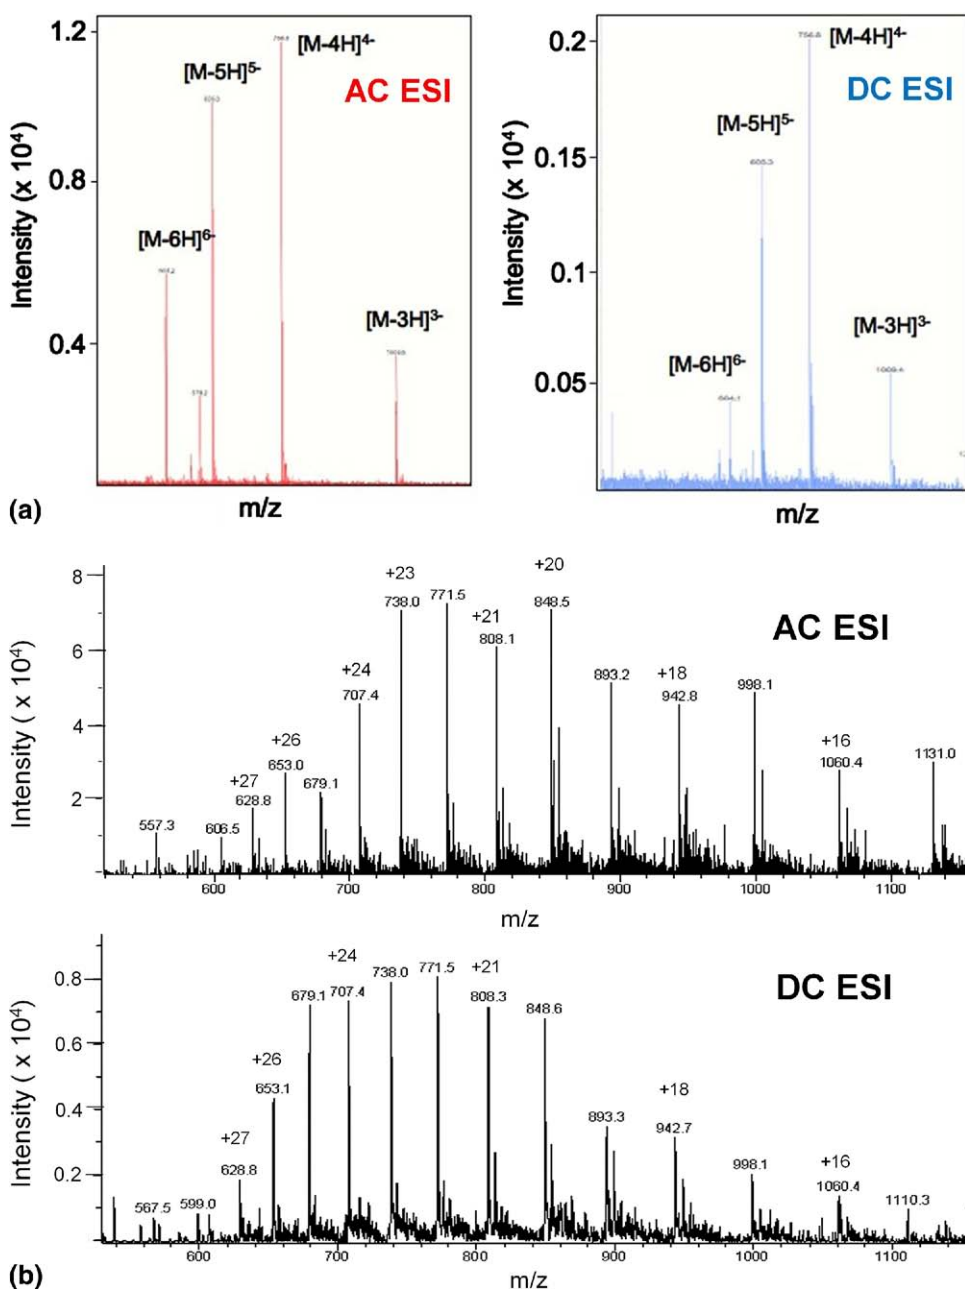 1.2
[M-4H]4-
[M-5H]5-
AC ESI
0.8
[M-6H]6-
[M-3H]3-
0.4
Intensity (x 10⁴)
m/z
0.2
756.8
[M-4H]4-
DC ESI
[M-5H]5-
0.15
605.3
0.1
[M-3H]3-
[M-6H]6-
1009.4
0.05
Intensity (x 10⁴)
m/z
(a)
8
+23
+20
738.0 771.5 848.5
+21
AC ESI
6
808.1
+24 893.2 +18 998.1
707.4 942.8
4
+26 +16
653.0 1060.4 1131.0
+27 679.1
2
628.8
557.3 606.5
Intensity ( x 10⁴)
600 700 800 900 1000 1100
m/z
+24 +21
738.0 771.5
DC ESI
0.8
679.1 707.4 808.3 848.6
0.6
+26
653.1 +18
0.4
893.3 942.7
+27 +16
628.8 998.1 1060.4
0.2
567.5 599.0 1110.3
Intensity ( x 10⁴)
600 700 800 900 1000 1100
m/z
(b)